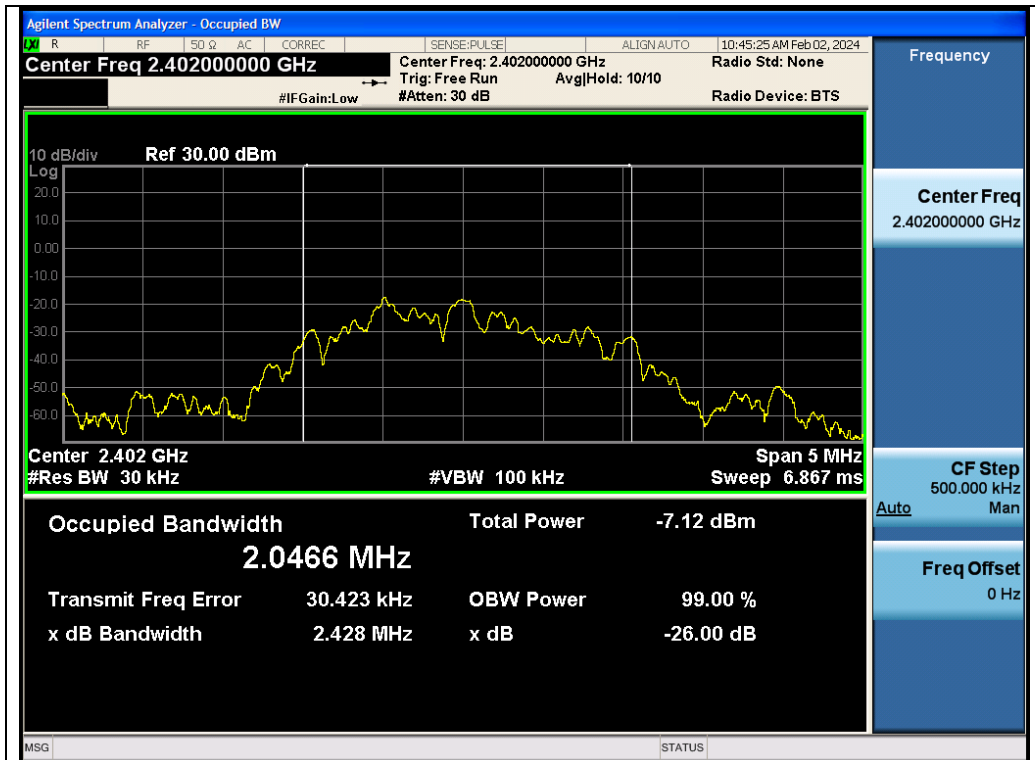 Agilent Spectrum Analyzer - Occupied BW
LXI R RF 50 Ω AC CORREC SENSE:PULSE ALIGN AUTO 10:45:25 AM Feb 02, 2024
Center Freq 2.402000000 GHz
Center Freq: 2.402000000 GHz
Radio Std: None
Trig: Free Run Avg|Hold: 10/10
#IFGain:Low
#Atten: 30 dB
Radio Device: BTS
10 dB/div Ref 30.00 dBm
Log
20.0
10.0
0.00
-10.0
-20.0
-30.0
-40.0
-50.0
-60.0
Center 2.402 GHz
Span 5 MHz
#Res BW 30 kHz
#VBW 100 kHz
Sweep 6.867 ms
Occupied Bandwidth
Total Power -7.12 dBm
2.0466 MHz
Transmit Freq Error 30.423 kHz
OBW Power 99.00 %
x dB Bandwidth 2.428 MHz
x dB -26.00 dB
Frequency
Center Freq
2.402000000 GHz
CF Step
500.000 kHz
Auto Man
Freq Offset
0 Hz
MSG
STATUS